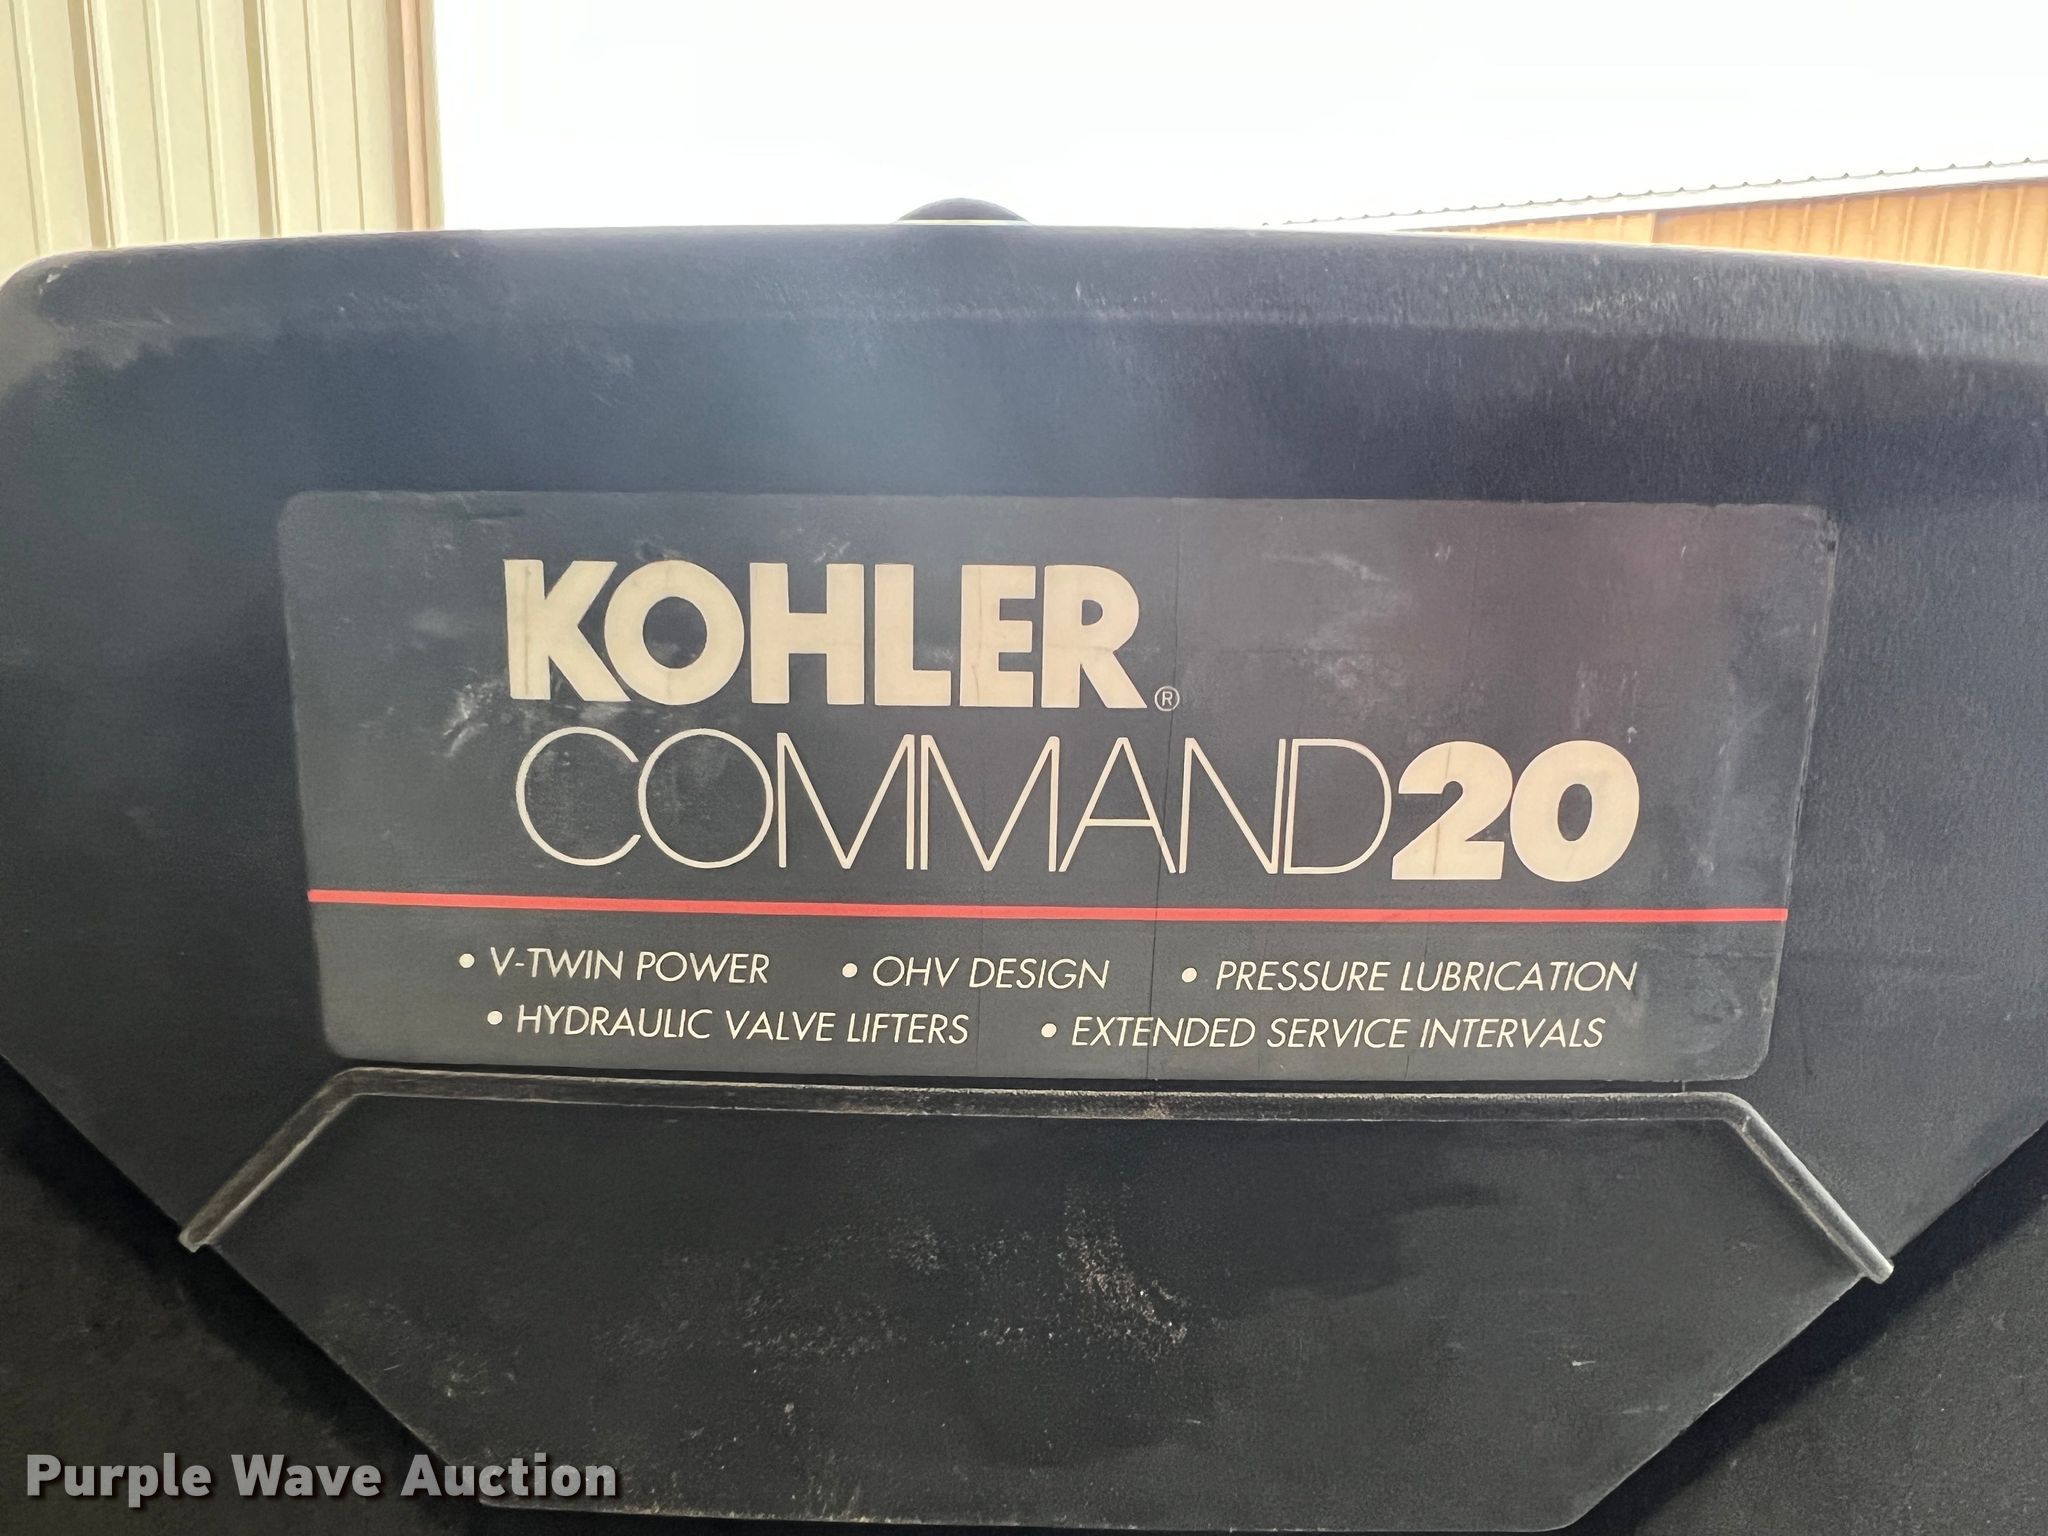 KOHLER®
COMMAND20
• V-TWIN POWER • OHV DESIGN • PRESSURE LUBRICATION
• HYDRAULIC VALVE LIFTERS • EXTENDED SERVICE INTERVALS
Purple Wave Auction